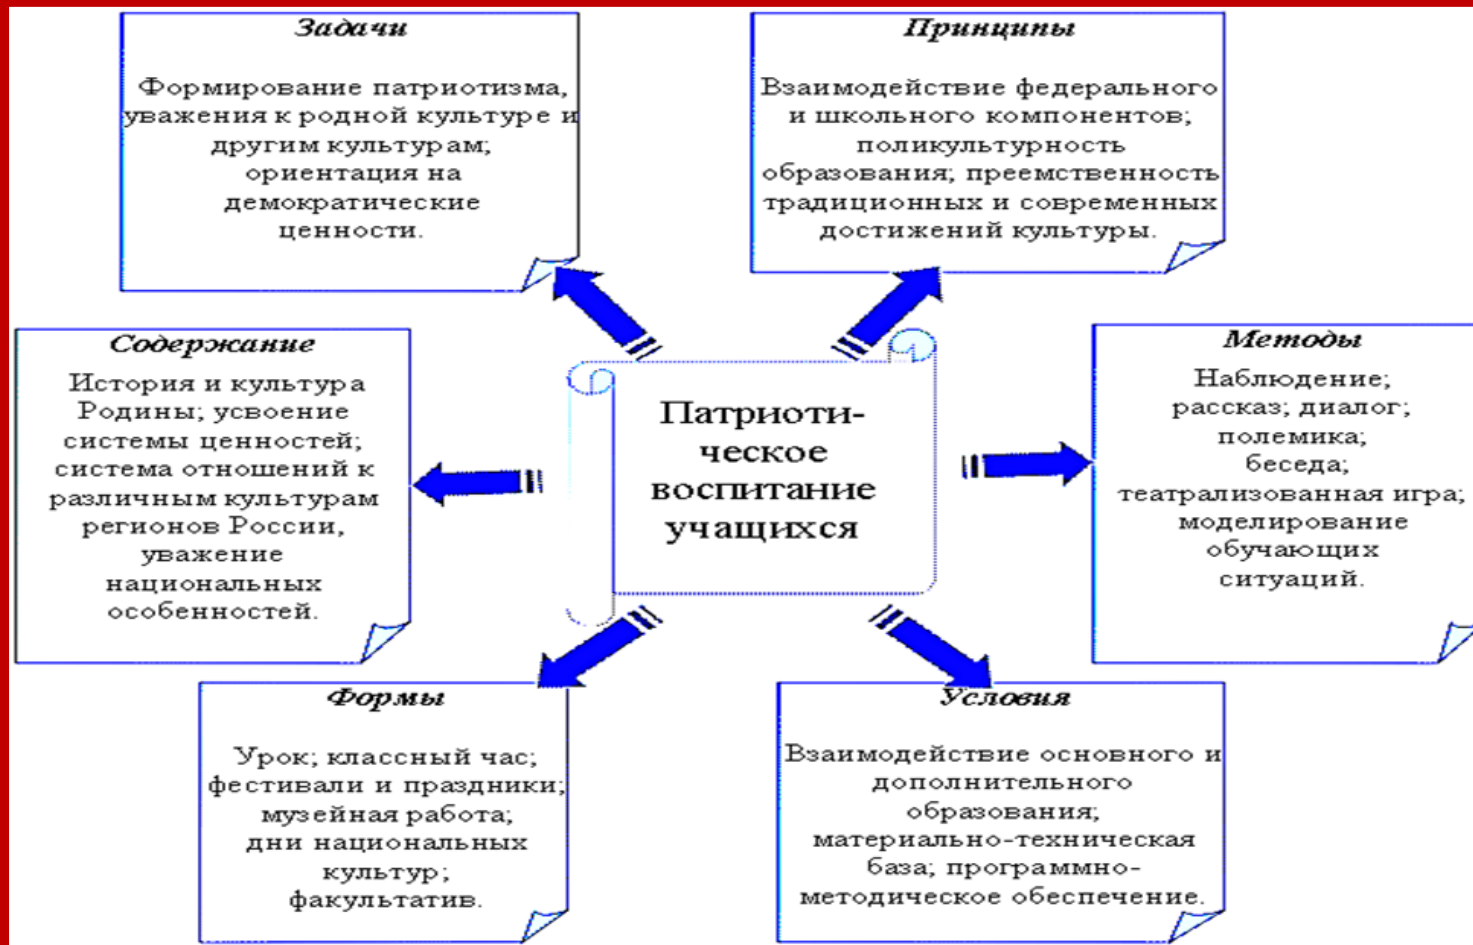 Задачи
Формирование патриотизма,
уважения к родной культуре и
другим культурам;
ориентация на
демократические
ценности.
Принципы
Взаимодействие федерального
и школьного компонентов;
поликультурность
образования; преемственность
традиционных и современных
достижений культуры.
Содержание
История и культура
Родины; усвоение
системы ценностей;
система отношений к
различным культурам
регионов России,
уважение
национальных
особенностей.
Патриоти-
ческое
воспитание
учащихся
Методы
Наблюдение;
рассказ; диалог;
полемика;
беседа;
театрализованная игра;
моделирование
обучающих
ситуаций.
Формы
Урок; классный час;
фестивали и праздники;
музейная работа;
дни национальных
культур;
факультатив.
Условия
Взаимодействие основного и
дополнительного
образования;
материально-техническая
база; программно-
методическое обеспечение.